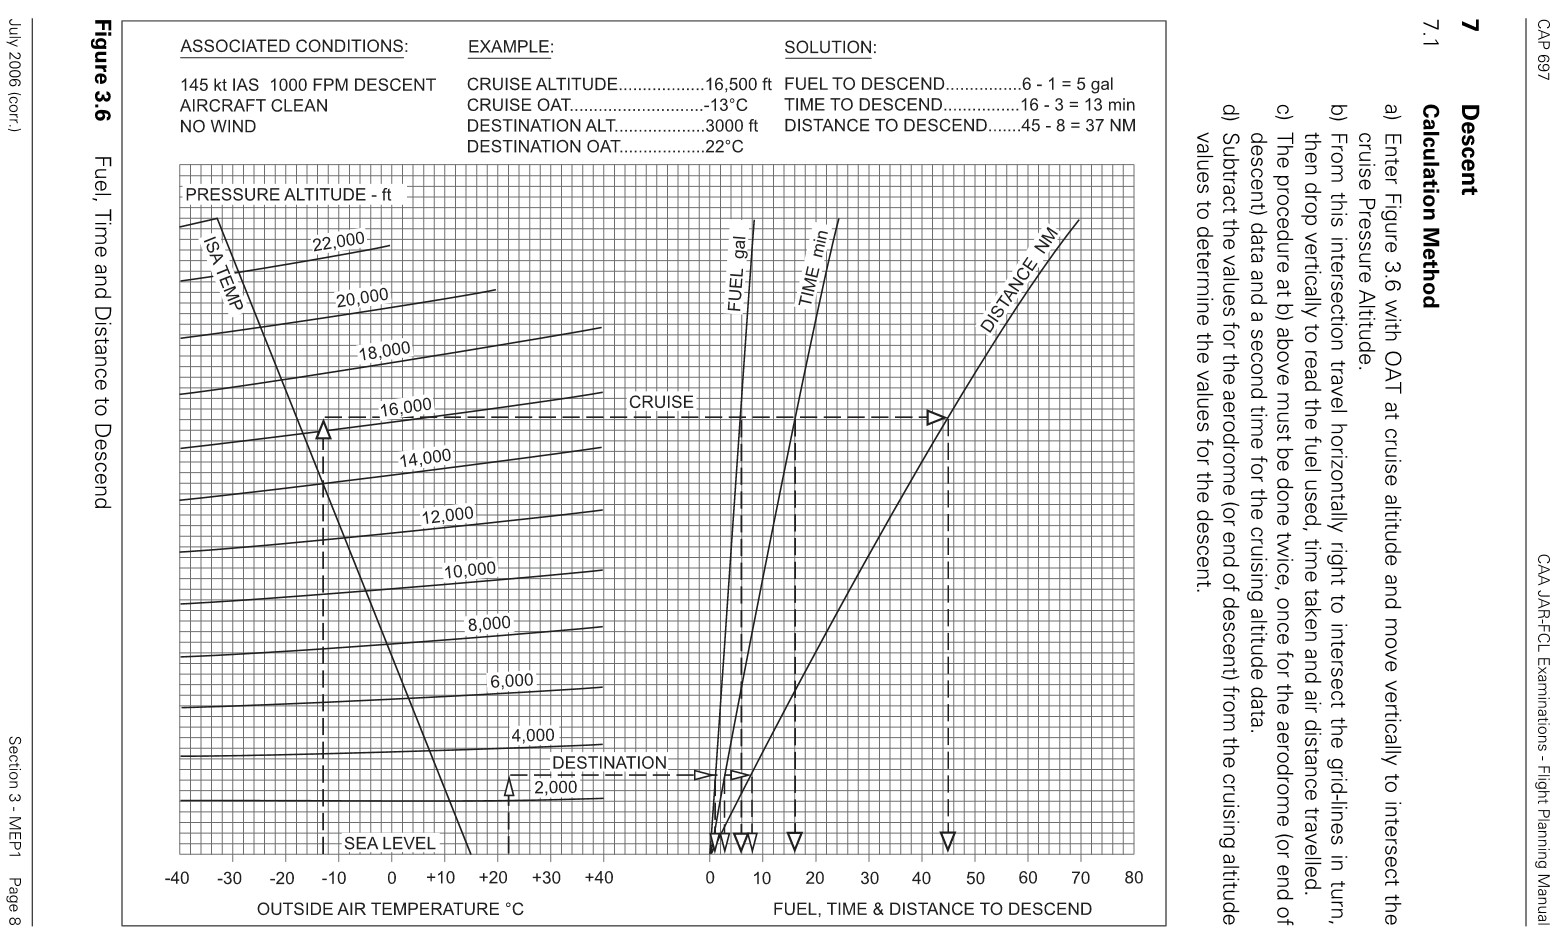 CAP 697
CAA JAR-FCL Examinations - Flight Planning Manual
7 Descent
7.1 Calculation Method
a) Enter Figure 3.6 with OAT at cruise altitude and move vertically to intersect the
cruise Pressure Altitude.
b) From this intersection travel horizontally right to intersect the grid-lines in turn,
then drop vertically to read the fuel used, time taken and air distance travelled.
c) The procedure at b) above must be done twice, once for the aerodrome (or end of
descent) data and a second time for the cruising altitude data.
d) Subtract the values for the aerodrome (or end of descent) from the cruising altitude
values to determine the values for the descent.
ASSOCIATED CONDITIONS:
145 kt IAS 1000 FPM DESCENT
AIRCRAFT CLEAN
NO WIND
EXAMPLE:
CRUISE ALTITUDE..................16,500 ft
CRUISE OAT............................-13°C
DESTINATION ALT...................3000 ft
DESTINATION OAT..................22°C
SOLUTION:
FUEL TO DESCEND................6 - 1 = 5 gal
TIME TO DESCEND................16 - 3 = 13 min
DISTANCE TO DESCEND.......45 - 8 = 37 NM
PRESSURE ALTITUDE - ft
ISA TEMP
22,000
20,000
18,000
16,000
14,000
12,000
10,000
8,000
6,000
4,000
2,000
SEA LEVEL
CRUISE
DESTINATION
FUEL gal
TIME min
DISTANCE NM
-40 -30 -20 -10 0 +10 +20 +30 +40
OUTSIDE AIR TEMPERATURE °C
0 10 20 30 40 50 60 70 80
FUEL, TIME & DISTANCE TO DESCEND
Figure 3.6 Fuel, Time and Distance to Descend
July 2006 (corr.)
Section 3 - MEP1 Page 8